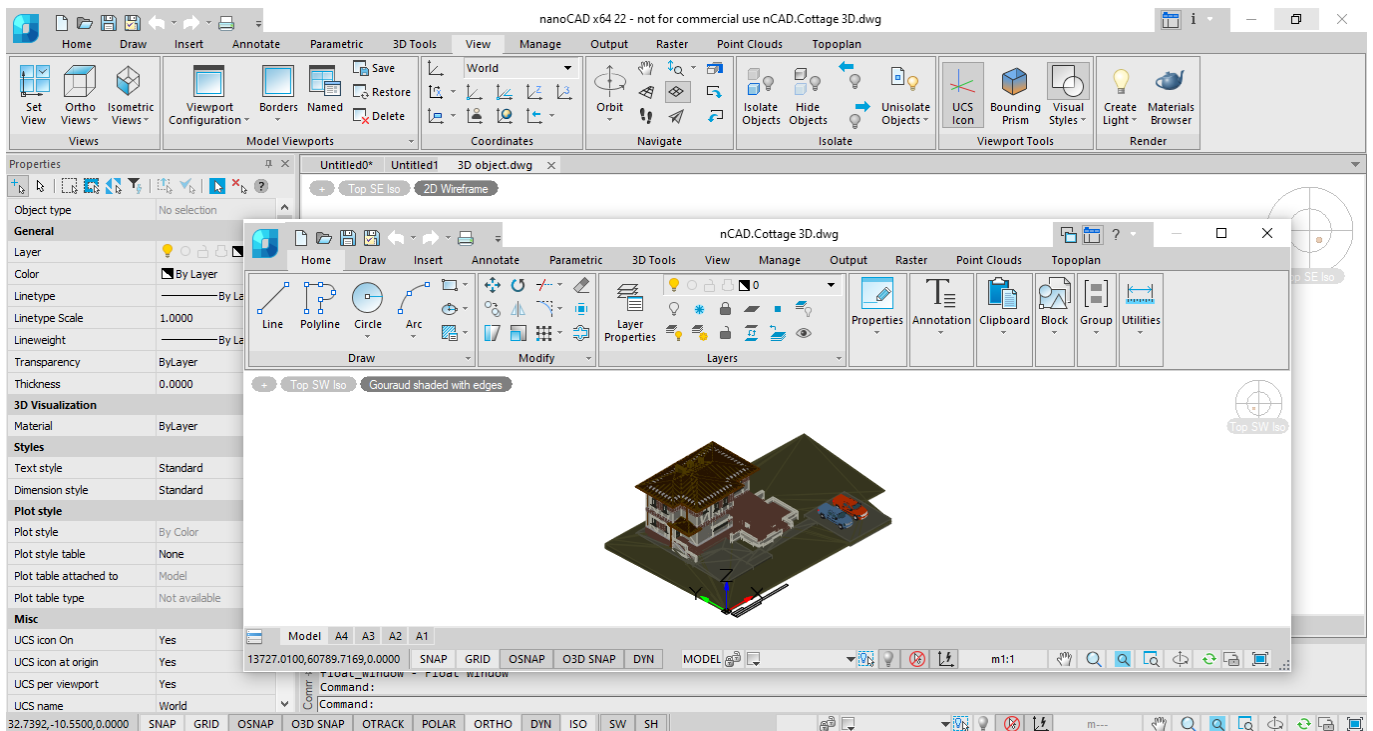 nanoCAD x64 22 - not for commercial use nCAD.Cottage 3D.dwg
i
Home Draw Insert Annotate Parametric 3D Tools View Manage Output Raster Point Clouds Topoplan
Set View
Ortho Views
Isometric Views
Views
Viewport Configuration
Borders
Named
Save
Restore
Delete
Model Viewports
World
Coordinates
Orbit
Navigate
Isolate Objects
Hide Objects
Unisolate Objects
Isolate
UCS Icon
Bounding Prism
Visual Styles
Viewport Tools
Create Light
Materials Browser
Render
Properties
Untitled0* Untitled1 3D object.dwg
+ Top SE Iso 2D Wireframe
Object type No selection
General
Layer
Color By Layer
Linetype By La
Linetype Scale 1.0000
Lineweight By La
Transparency ByLayer
Thickness 0.0000
3D Visualization
Material ByLayer
Styles
Text style Standard
Dimension style Standard
Plot style
Plot style By Color
Plot style table None
Plot table attached to Model
Plot table type Not available
Misc
UCS icon On Yes
UCS icon at origin Yes
UCS per viewport Yes
UCS name World
op SE Iso
nCAD.Cottage 3D.dwg
?
Home Draw Insert Annotate Parametric 3D Tools View Manage Output Raster Point Clouds Topoplan
Line
Polyline
Circle
Arc
Draw
Modify
Layer Properties
0
Layers
Properties
Annotation
Clipboard
Block
Group
Utilities
+ Top SW Iso Gouraud shaded with edges
Top SW Iso
Z
Y X
Model A4 A3 A2 A1
13727.0100,60789.7169,0.0000 SNAP GRID OSNAP O3D SNAP DYN MODEL m1:1
Float_window - Float window
Command:
Command:
Comm
32.7392,-10.5500,0.0000 SNAP GRID OSNAP O3D SNAP OTRACK POLAR ORTHO DYN ISO SW SH m---